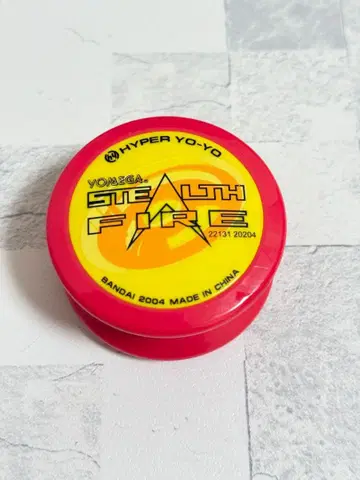 HYPER YO-YO
YOMEGA®
STEALTH
FIRE
22131 20204
BANDAI 2004 MADE IN CHINA